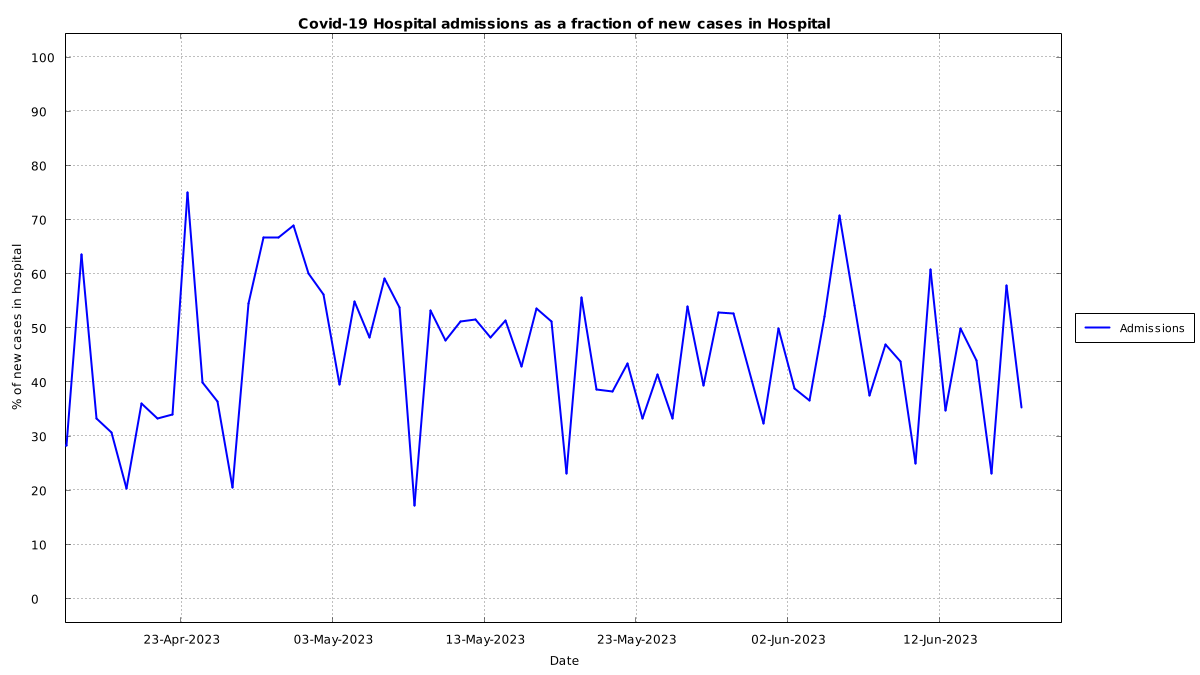 Covid-19 Hospital admissions as a fraction of new cases in Hospital
100
90
80
70
60
50
40
30
20
10
0
% of new cases in hospital
23-Apr-2023
03-May-2023
13-May-2023
23-May-2023
02-Jun-2023
12-Jun-2023
Date
Admissions